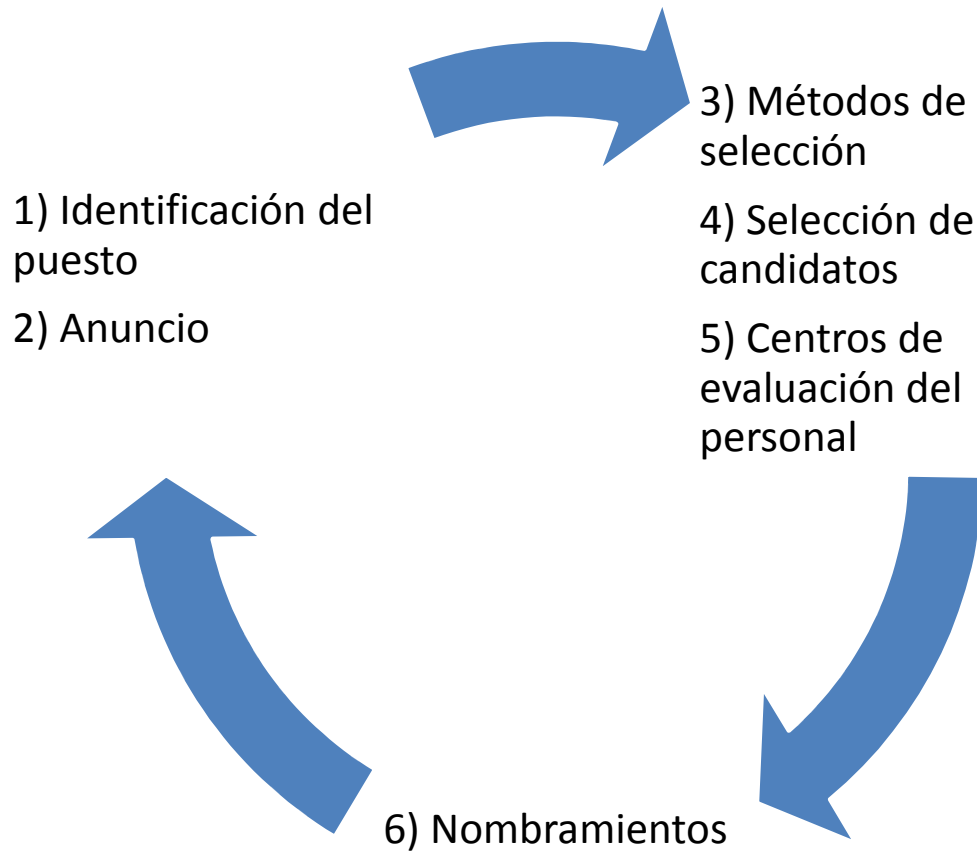 1) Identificación del
puesto
2) Anuncio
3) Métodos de
selección
4) Selección de
candidatos
5) Centros de
evaluación del
personal
6) Nombramientos